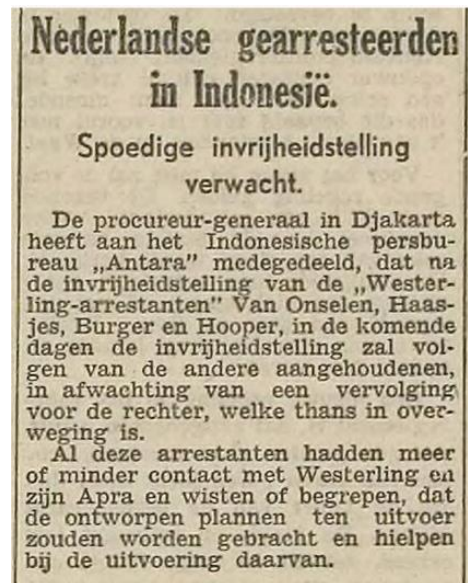 Nederlandse gearresteerden
in Indonesië.
Spoedige invrijheidstelling
verwacht.
De procureur-generaal in Djakarta
heeft aan het Indonesische persbu-
reau „Antara” medegedeeld, dat na
de invrijheidstelling van de „Wester-
ling-arrestanten” Van Onselen, Haas-
jes, Burger en Hooper, in de komende
dagen de invrijheidstelling zal vol-
gen van de andere aangehoudenen,
in afwachting van een vervolging
voor de rechter, welke thans in over-
weging is.
Al deze arrestanten hadden meer
of minder contact met Westerling en
zijn Apra en wisten of begrepen, dat
de ontworpen plannen ten uitvoer
zouden worden gebracht en hielpen
bij de uitvoering daarvan.